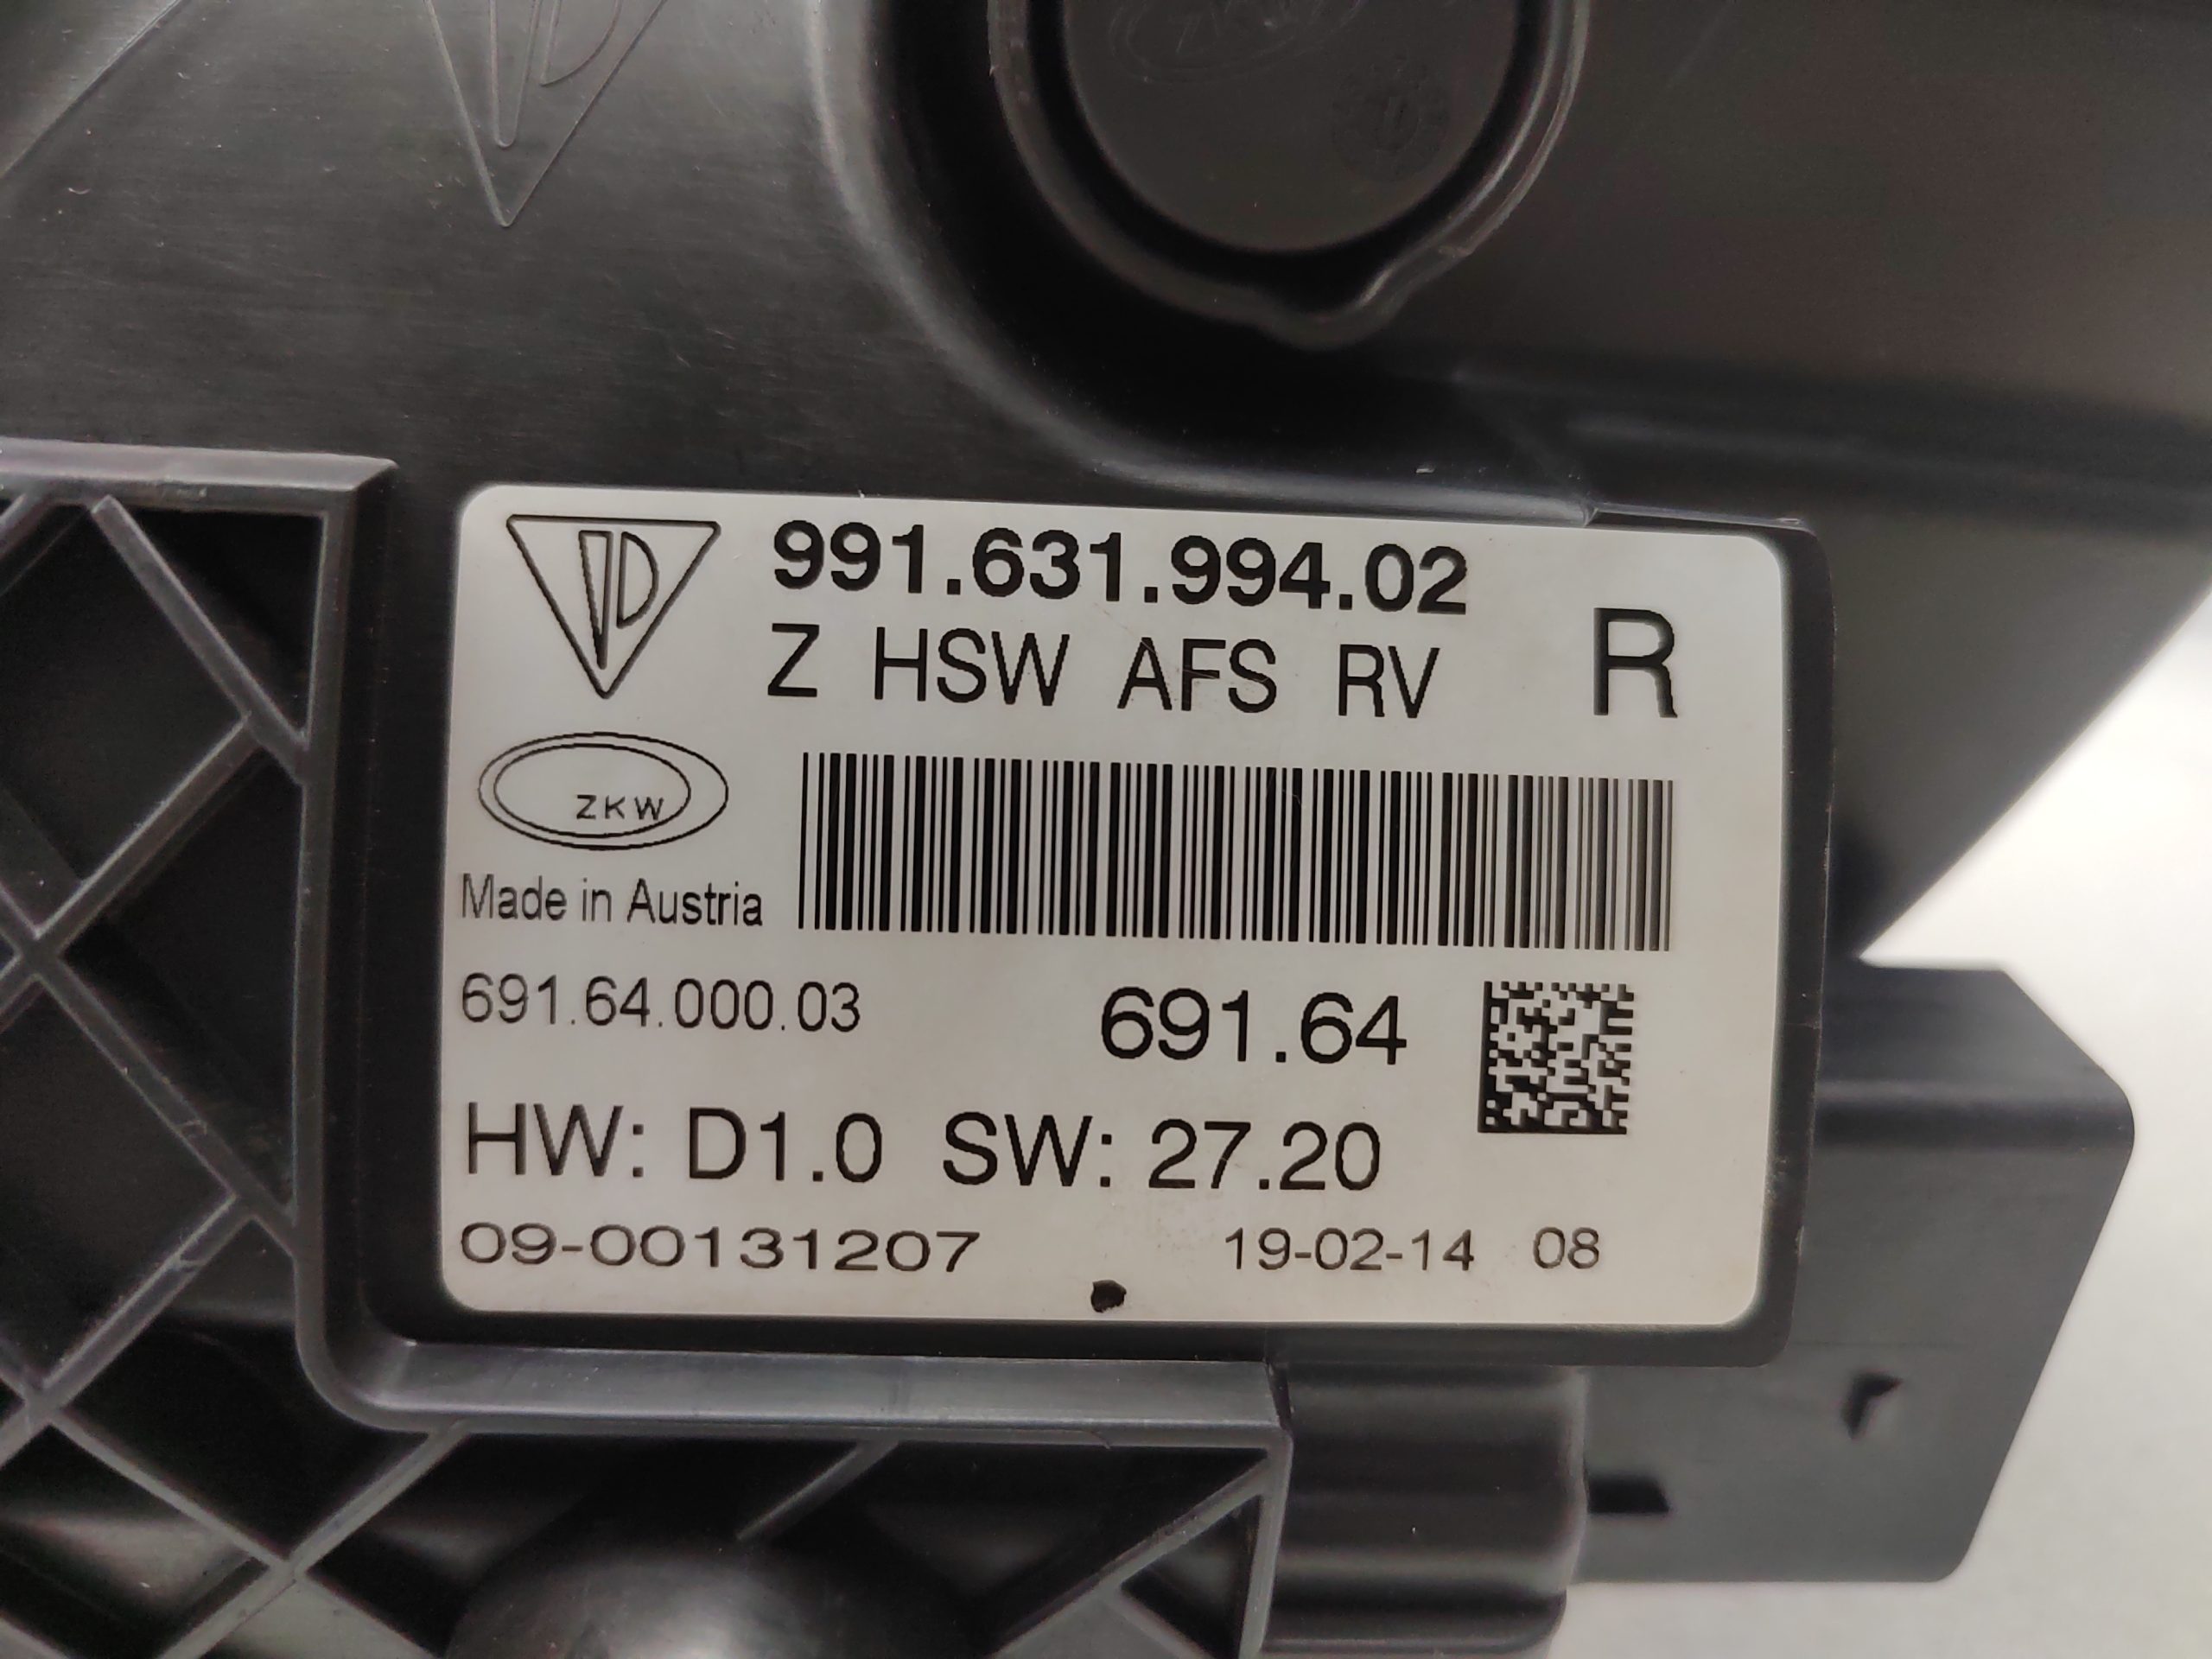 991.631.994.02
Z HSW AFS RV R
ZKW
Made in Austria
691.64.000.03 691.64
HW: D1.0 SW: 27.20
09-00131207 19-02-14 08